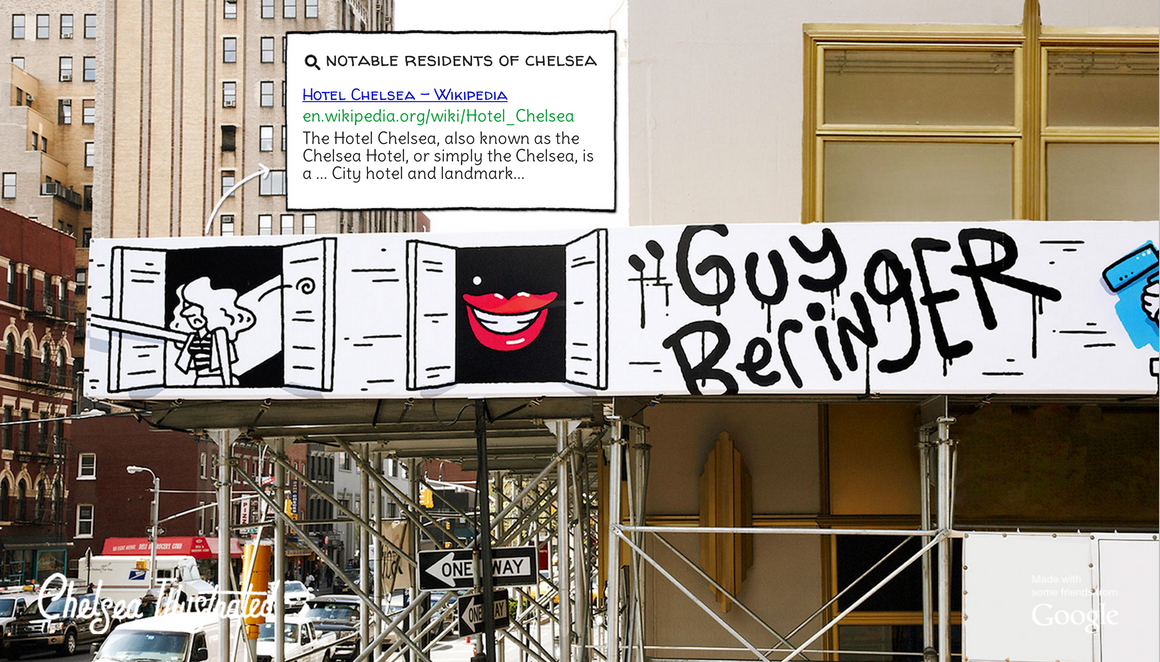 NOTABLE RESIDENTS OF CHELSEA
Hotel Chelsea – Wikipedia
en.wikipedia.org/wiki/Hotel_Chelsea
The Hotel Chelsea, also known as the
Chelsea Hotel, or simply the Chelsea, is
a ... City hotel and landmark...
GUY
BeriNgER
ONE WAY
ONE WAY
Chelsea Illustrated
Made with
some friends from
Google